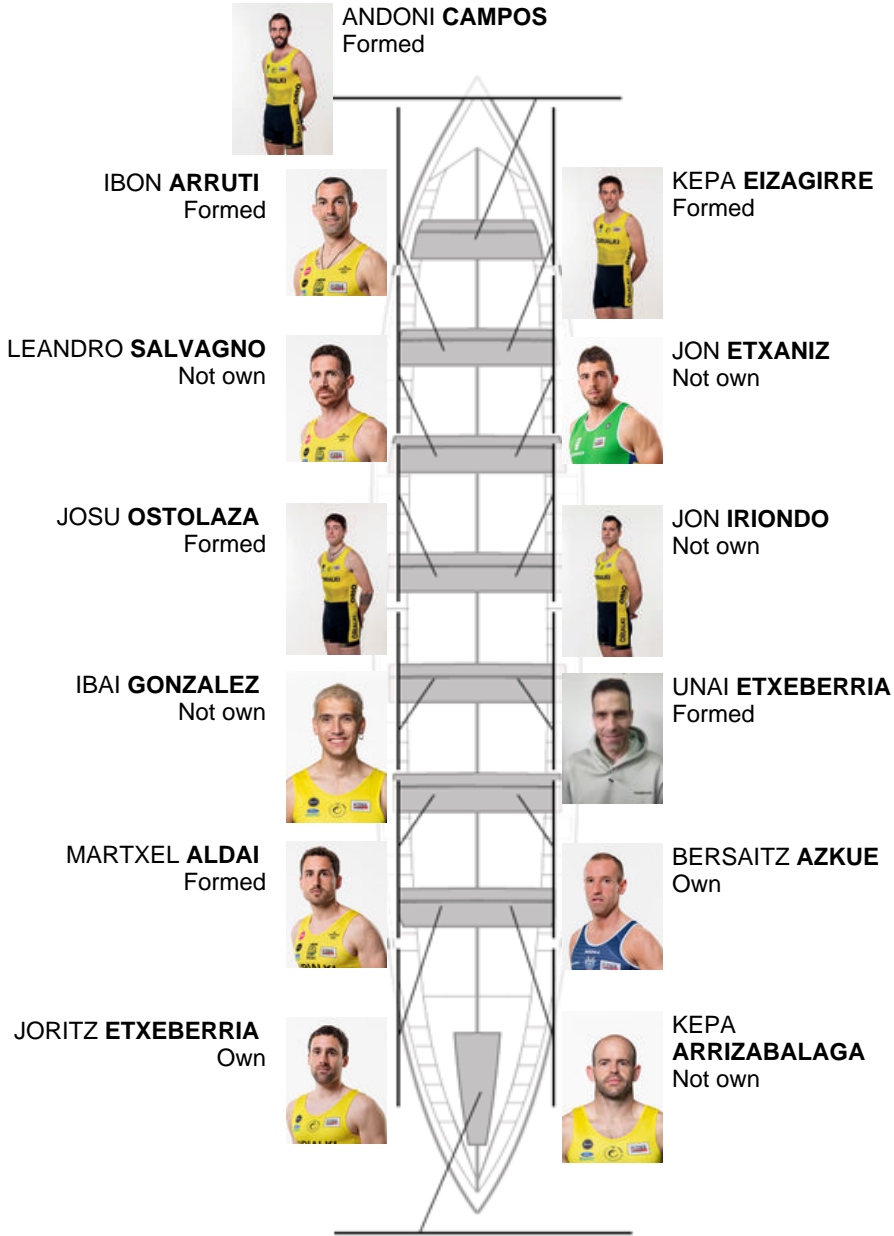 ANDONI CAMPOS
Formed
IBON ARRUTI
Formed
KEPA EIZAGIRRE
Formed
LEANDRO SALVAGNO
Not own
JON ETXANIZ
Not own
JOSU OSTOLAZA
Formed
JON IRIONDO
Not own
IBAI GONZALEZ
Not own
UNAI ETXEBERRIA
Formed
MARTXEL ALDAI
Formed
BERSAITZ AZKUE
Own
JORITZ ETXEBERRIA
Own
KEPA
ARRIZABALAGA
Not own